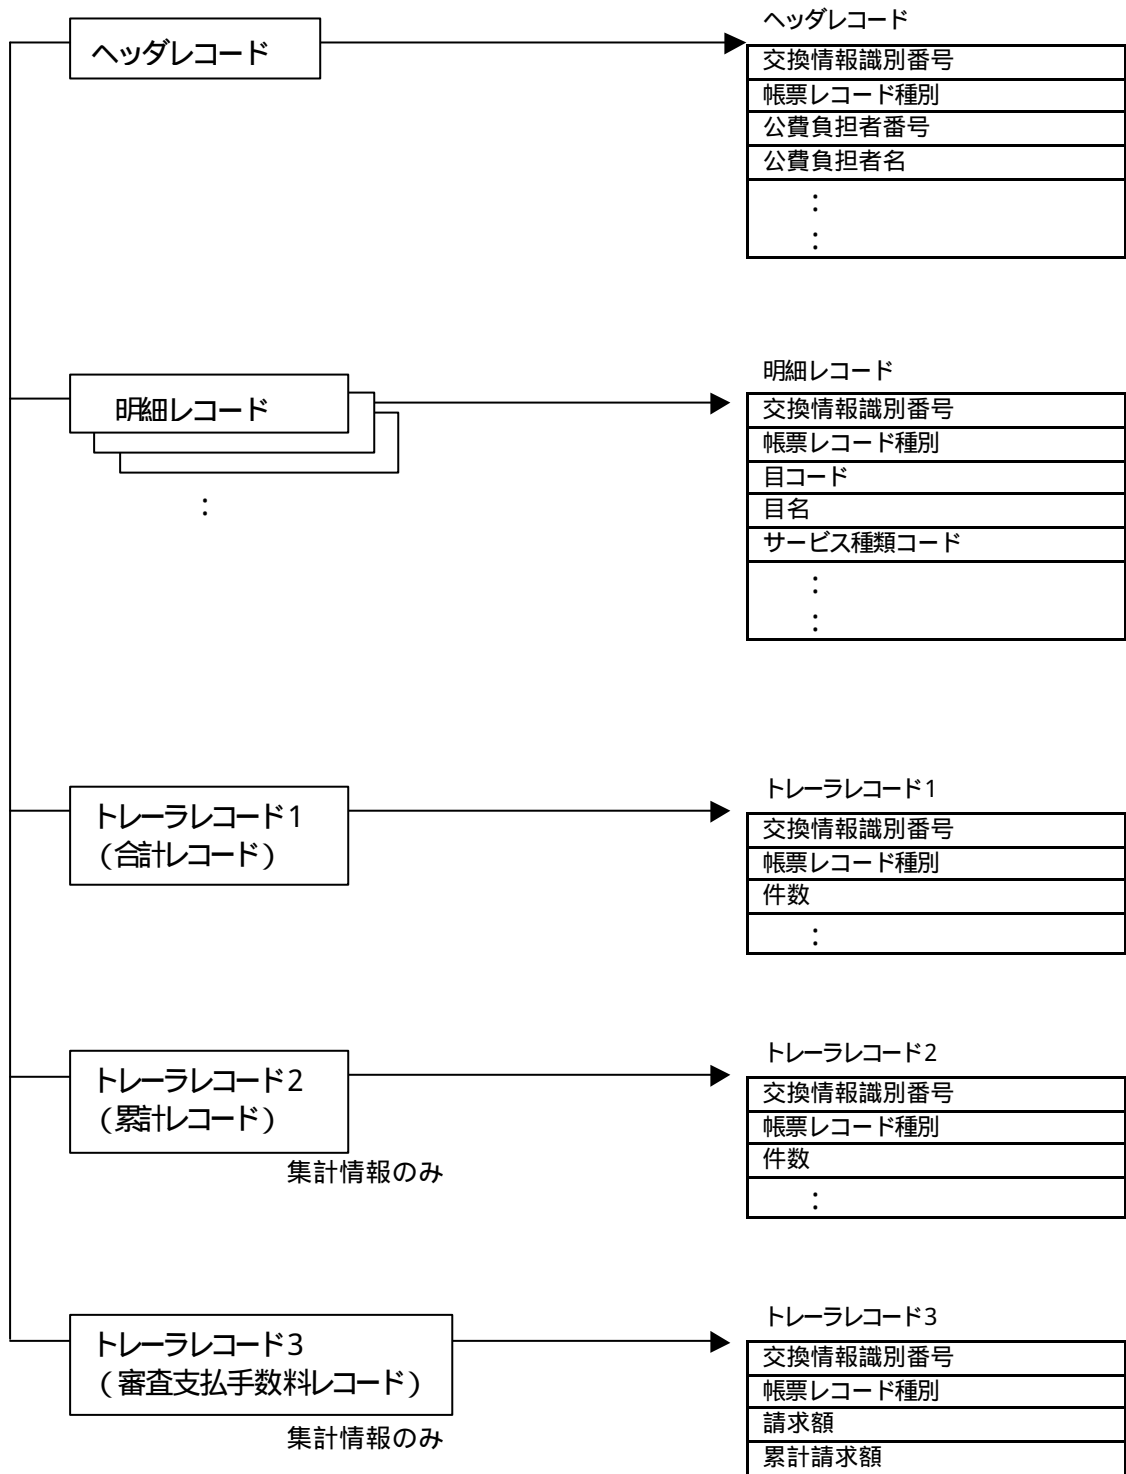 ヘッダレコード
ヘッダレコード
交換情報識別番号
帳票レコード種別
公費負担者番号
公費負担者名
：
：
明細レコード
：
明細レコード
交換情報識別番号
帳票レコード種別
目コード
目名
サービス種類コード
：
：
トレーラレコード1
（合計レコード）
トレーラレコード1
交換情報識別番号
帳票レコード種別
件数
：
トレーラレコード2
（累計レコード）
集計情報のみ
トレーラレコード2
交換情報識別番号
帳票レコード種別
件数
：
トレーラレコード3
（審査支払手数料レコード）
集計情報のみ
トレーラレコード3
交換情報識別番号
帳票レコード種別
請求額
累計請求額